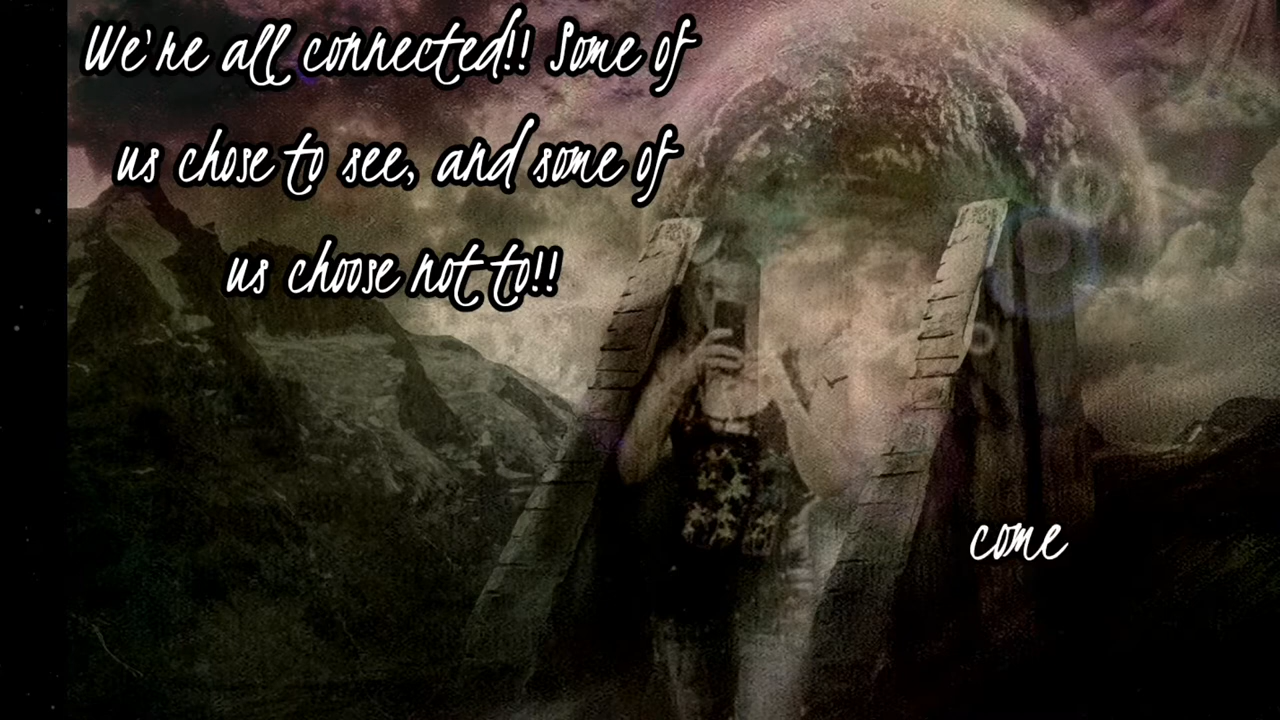 We're all connected!! Some of
us chose to see, and some of
us choose not to!!
come